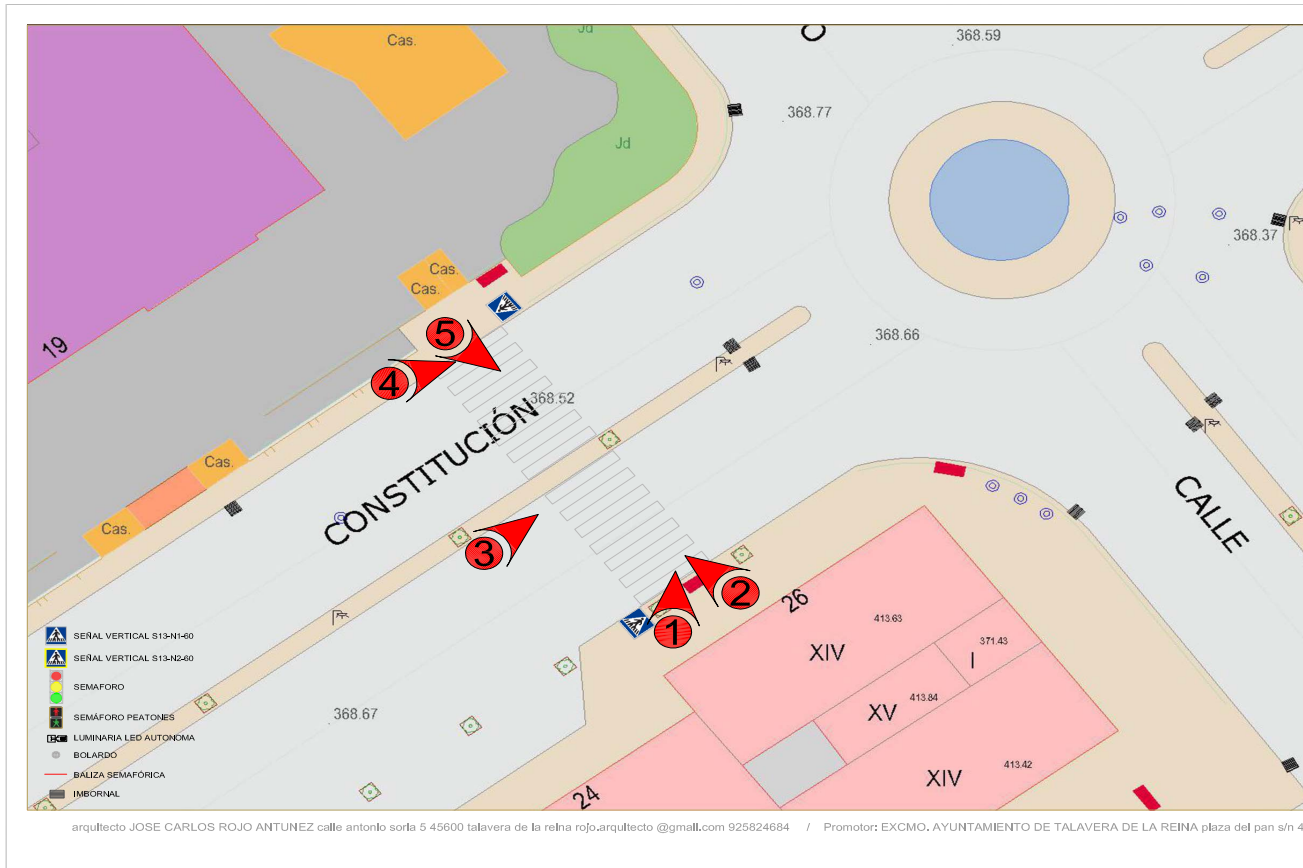 Cas.
Jd
368.59
368.77
Jd
368.37
Cas.
Cas.
368.66
5
19
4
368.52
CONSTITUCIÓN
Cas.
Cas.
3
CALLE
2
1
26
413.63
371.43
XIV
I
413.84
XV
368.67
413.42
XIV
24
SEÑAL VERTICAL S13-N1-60
SEÑAL VERTICAL S13-N2-60
SEMAFORO
SEMÁFORO PEATONES
LUMINARIA LED AUTONOMA
BOLARDO
BALIZA SEMAFÓRICA
IMBORNAL
arquitecto JOSE CARLOS ROJO ANTUNEZ calle antonio soria 5 45600 talavera de la reina rojo.arquitecto @gmail.com 925824684 / Promotor: EXCMO. AYUNTAMIENTO DE TALAVERA DE LA REINA plaza del pan s/n 4